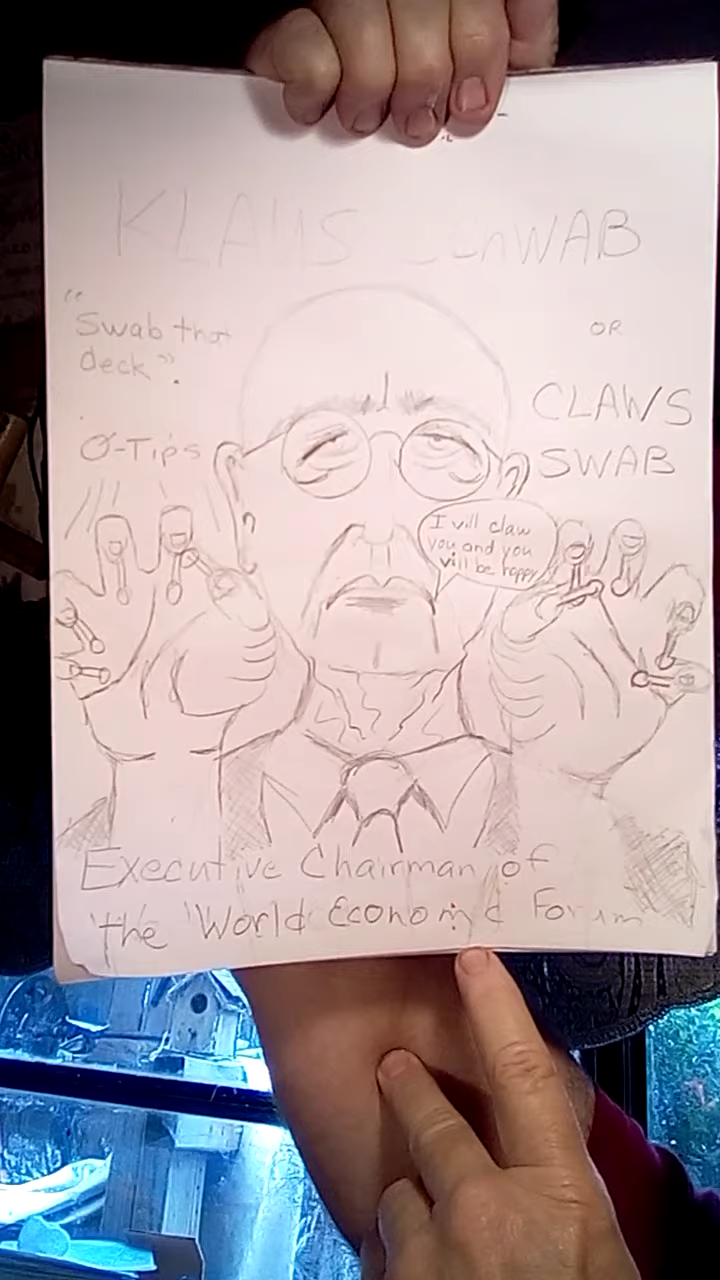 KLAUS SchWAB
"Swab that
deck".
OR
CLAWS
SWAB
Q-Tips
I vill claw
you and you
vill be happy
Executive Chairman of
the World Economic Forum